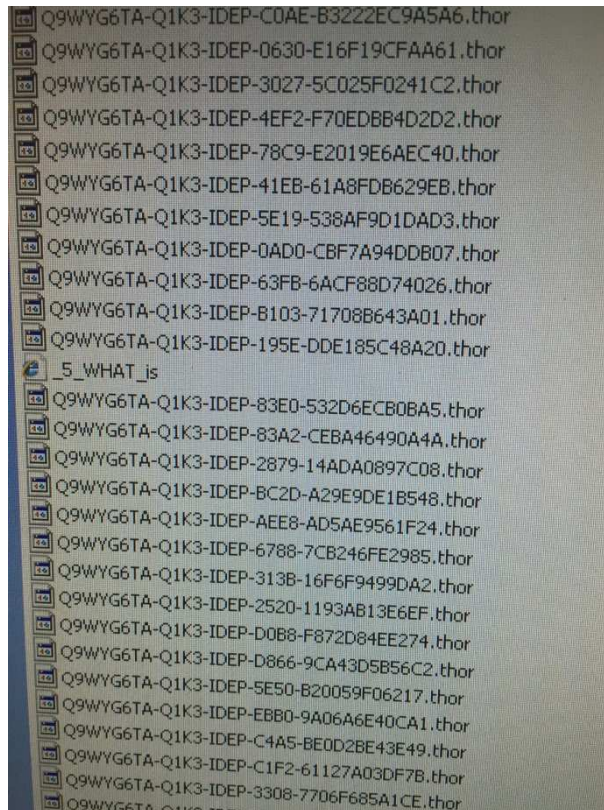 Q9WYG6TA-Q1K3-IDEP-C0AE-B3222EC9A5A6.thor
Q9WYG6TA-Q1K3-IDEP-0630-E16F19CFAA61.thor
Q9WYG6TA-Q1K3-IDEP-3027-5C025F0241C2.thor
Q9WYG6TA-Q1K3-IDEP-4EF2-F70EDBB4D2D2.thor
Q9WYG6TA-Q1K3-IDEP-78C9-E2019E6AEC40.thor
Q9WYG6TA-Q1K3-IDEP-41EB-61A8FDB629EB.thor
Q9WYG6TA-Q1K3-IDEP-5E19-538AF9D1DAD3.thor
Q9WYG6TA-Q1K3-IDEP-0AD0-CBF7A94DDB07.thor
Q9WYG6TA-Q1K3-IDEP-63FB-6ACF88D74026.thor
Q9WYG6TA-Q1K3-IDEP-B103-71708B643A01.thor
Q9WYG6TA-Q1K3-IDEP-195E-DDE185C48A20.thor
_5_WHAT_is
Q9WYG6TA-Q1K3-IDEP-83E0-532D6ECB0BA5.thor
Q9WYG6TA-Q1K3-IDEP-83A2-CEBA46490A4A.thor
Q9WYG6TA-Q1K3-IDEP-2879-14ADA0897C08.thor
Q9WYG6TA-Q1K3-IDEP-BC2D-A29E9DE1B548.thor
Q9WYG6TA-Q1K3-IDEP-AEE8-AD5AE9561F24.thor
Q9WYG6TA-Q1K3-IDEP-6788-7CB246FE2985.thor
Q9WYG6TA-Q1K3-IDEP-313B-16F6F9499DA2.thor
Q9WYG6TA-Q1K3-IDEP-2520-1193AB13E6EF.thor
Q9WYG6TA-Q1K3-IDEP-D0B8-F872D84EE274.thor
Q9WYG6TA-Q1K3-IDEP-D866-9CA43D5B56C2.thor
Q9WYG6TA-Q1K3-IDEP-5E50-B20059F06217.thor
Q9WYG6TA-Q1K3-IDEP-EBB0-9A06A6E40CA1.thor
Q9WYG6TA-Q1K3-IDEP-C4A5-BE0D2BE43E49.thor
Q9WYG6TA-Q1K3-IDEP-C1F2-61127A03DF7B.thor
Q9WYG6TA-Q1K3-IDEP-3308-7706F685A1CE.thor